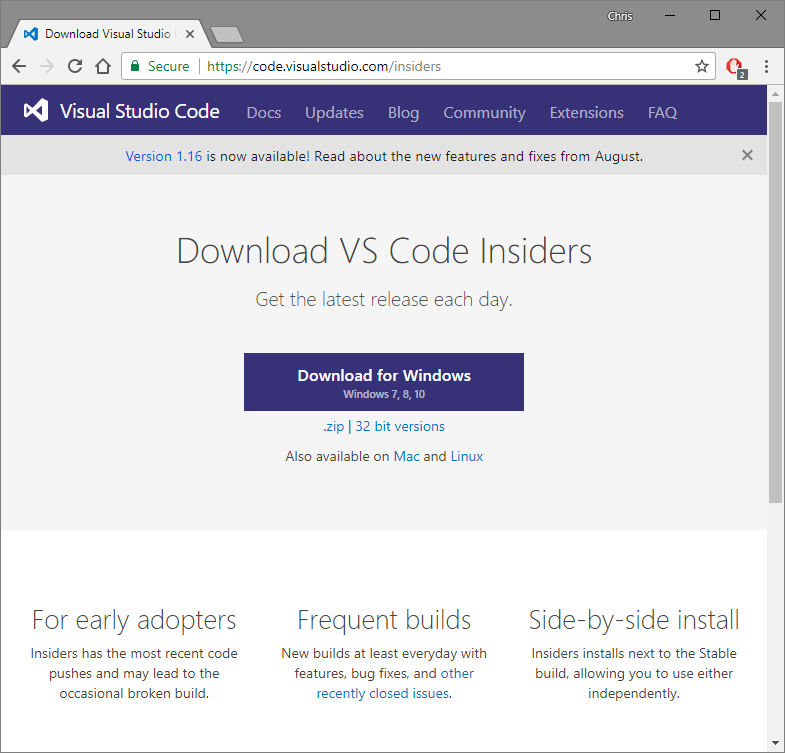 Chris
Download Visual Studio C
Secure https://code.visualstudio.com/insiders
2
Visual Studio Code Docs Updates Blog Community Extensions FAQ
Version 1.16 is now available! Read about the new features and fixes from August.
Download VS Code Insiders
Get the latest release each day.
Download for Windows
Windows 7, 8, 10
.zip | 32 bit versions
Also available on Mac and Linux
For early adopters
Insiders has the most recent code
pushes and may lead to the
occasional broken build.
Frequent builds
New builds at least everyday with
features, bug fixes, and other
recently closed issues.
Side-by-side install
Insiders installs next to the Stable
build, allowing you to use either
independently.